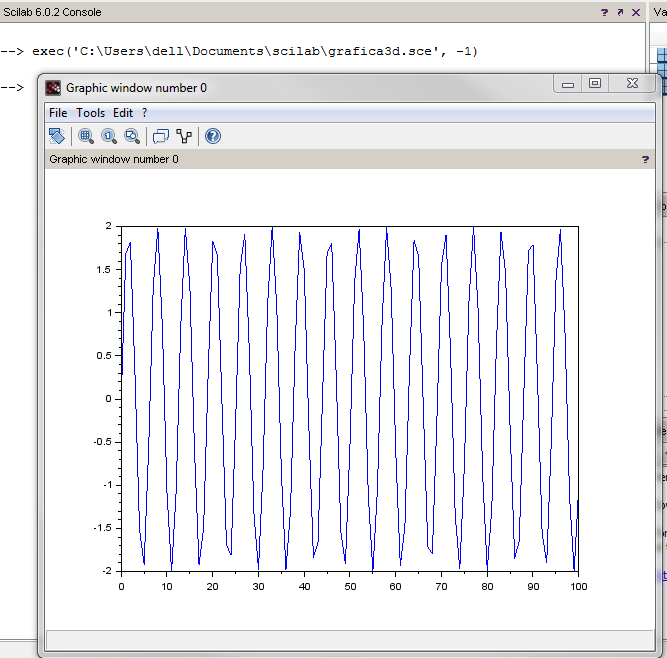 Scilab 6.0.2 Console
? ↗ ✕
Va
--> exec('C:\Users\dell\Documents\scilab\grafica3d.sce', -1)
-->
Graphic window number 0
File Tools Edit ?
Graphic window number 0
?
2
1.5
1
0.5
0
-0.5
-1
-1.5
-2
0 10 20 30 40 50 60 70 80 90 100